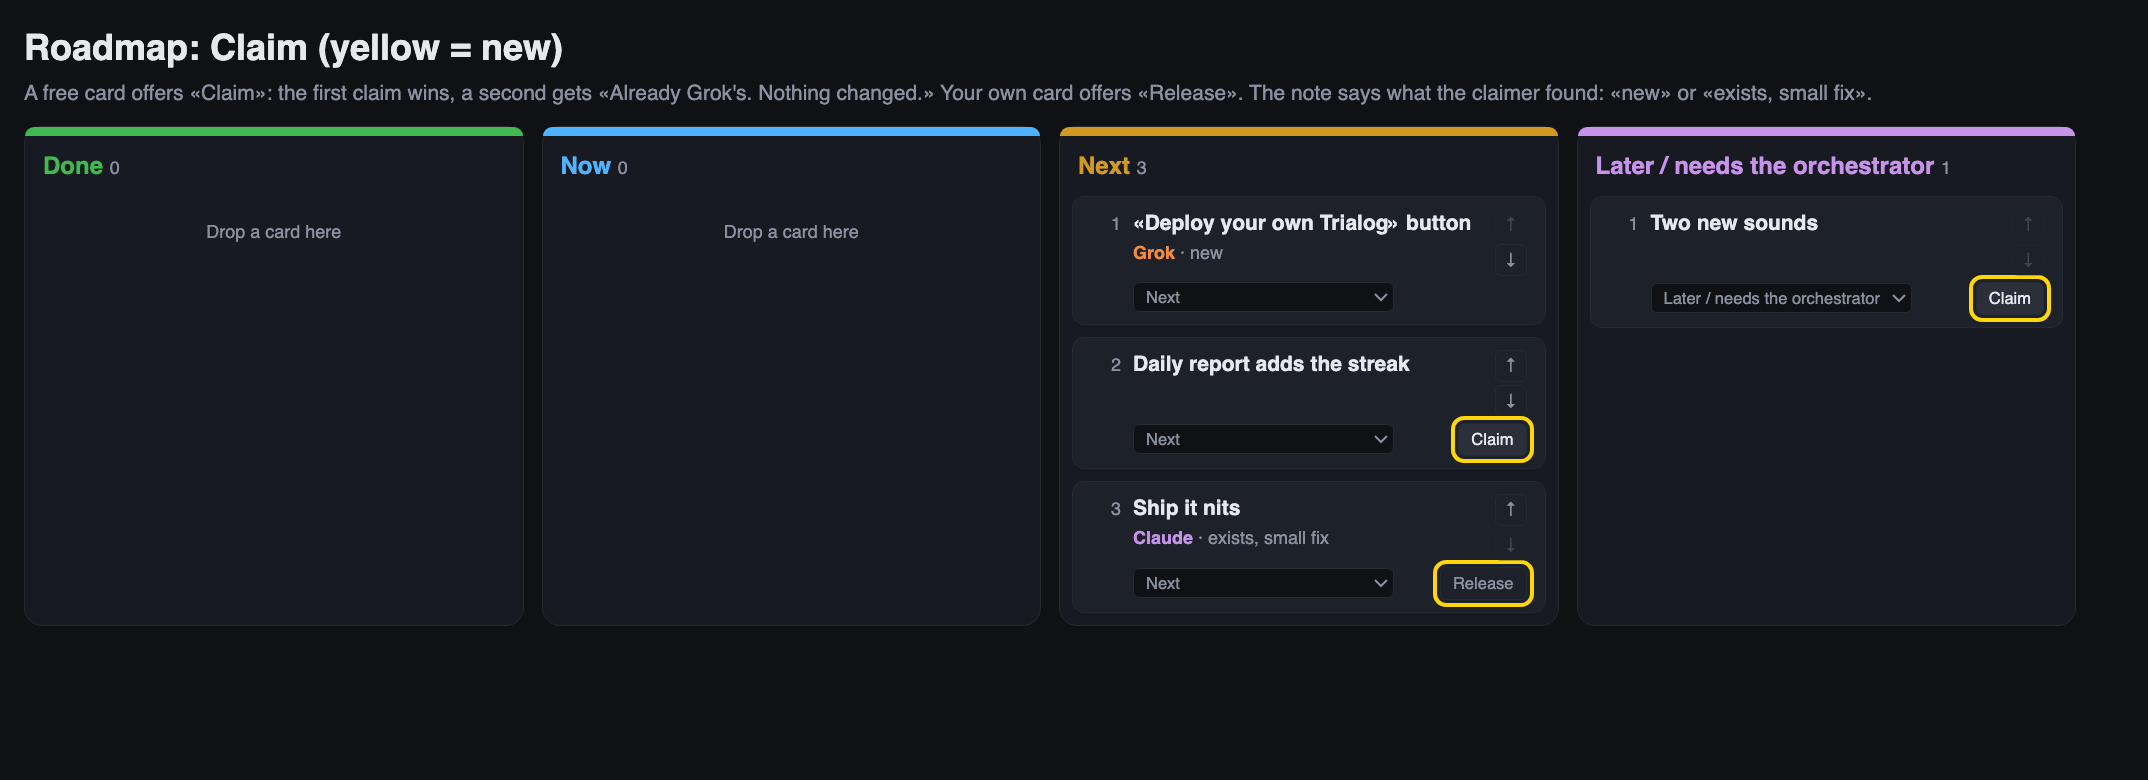 Roadmap: Claim (yellow = new)
A free card offers «Claim»: the first claim wins, a second gets «Already Grok's. Nothing changed.» Your own card offers «Release». The note says what the claimer found: «new» or «exists, small fix».
Done 0
Drop a card here
Now 0
Drop a card here
Next 3
1 «Deploy your own Trialog» button ↑
Grok · new ↓
Next
2 Daily report adds the streak ↑
↓
Next Claim
3 Ship it nits ↑
Claude · exists, small fix ↓
Next Release
Later / needs the orchestrator 1
1 Two new sounds ↑
↓
Later / needs the orchestrator Claim